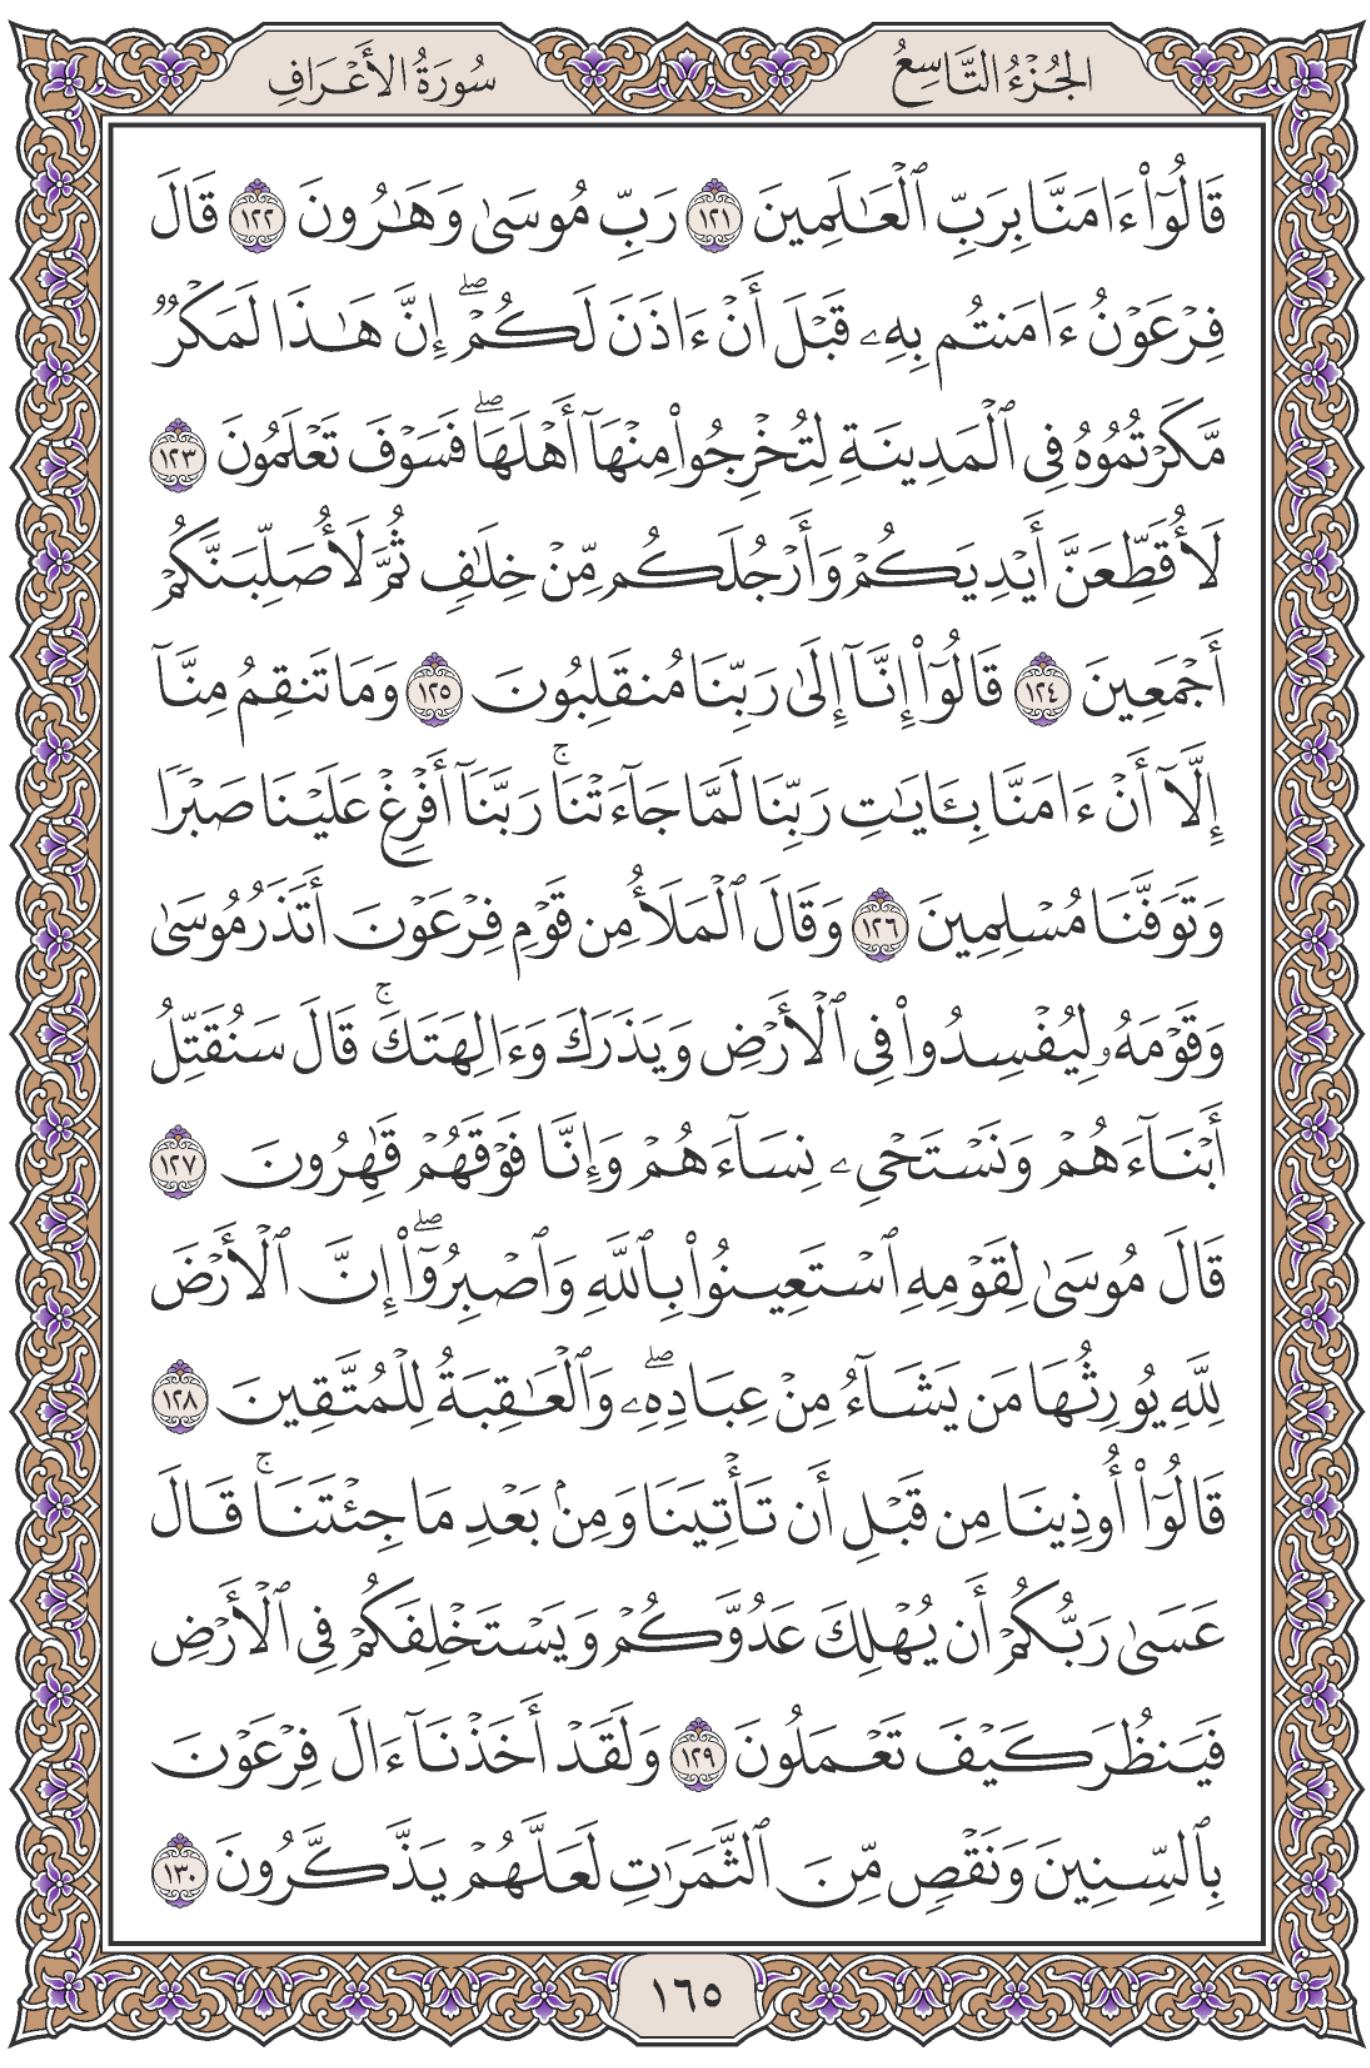 الجُزْءُ التَّاسِعُ
سُورَةُ الأَعْرَافِ
قَالُوٓا۟ ءَامَنَّا بِرَبِّ ٱلْعَـٰلَمِينَ ١٢١ رَبِّ مُوسَىٰ وَهَـٰرُونَ ١٢٢ قَالَ
فِرْعَوْنُ ءَامَنتُم بِهِۦ قَبْلَ أَنْ ءَاذَنَ لَكُمْ ۖ إِنَّ هَـٰذَا لَمَكْرٌ
مَّكَرْتُمُوهُ فِى ٱلْمَدِينَةِ لِتُخْرِجُوا۟ مِنْهَآ أَهْلَهَا ۖ فَسَوْفَ تَعْلَمُونَ ١٢٣
لَأُقَطِّعَنَّ أَيْدِيَكُمْ وَأَرْجُلَكُم مِّنْ خِلَـٰفٍ ثُمَّ لَأُصَلِّبَنَّكُمْ
أَجْمَعِينَ ١٢٤ قَالُوٓا۟ إِنَّآ إِلَىٰ رَبِّنَا مُنقَلِبُونَ ١٢٥ وَمَا تَنقِمُ مِنَّآ
إِلَّآ أَنْ ءَامَنَّا بِـَٔايَـٰتِ رَبِّنَا لَمَّا جَآءَتْنَا ۚ رَبَّنَآ أَفْرِغْ عَلَيْنَا صَبْرًا
وَتَوَفَّنَا مُسْلِمِينَ ١٢٦ وَقَالَ ٱلْمَلَأُ مِن قَوْمِ فِرْعَوْنَ أَتَذَرُ مُوسَىٰ
وَقَوْمَهُۥ لِيُفْسِدُوا۟ فِى ٱلْأَرْضِ وَيَذَرَكَ وَءَالِهَتَكَ ۚ قَالَ سَنُقَتِّلُ
أَبْنَآءَهُمْ وَنَسْتَحْىِۦ نِسَآءَهُمْ وَإِنَّا فَوْقَهُمْ قَـٰهِرُونَ ١٢٧
قَالَ مُوسَىٰ لِقَوْمِهِ ٱسْتَعِينُوا۟ بِٱللَّهِ وَٱصْبِرُوٓا۟ ۖ إِنَّ ٱلْأَرْضَ
لِلَّهِ يُورِثُهَا مَن يَشَآءُ مِنْ عِبَادِهِۦ ۖ وَٱلْعَـٰقِبَةُ لِلْمُتَّقِينَ ١٢٨
قَالُوٓا۟ أُوذِينَا مِن قَبْلِ أَن تَأْتِيَنَا وَمِنۢ بَعْدِ مَا جِئْتَنَا ۚ قَالَ
عَسَىٰ رَبُّكُمْ أَن يُهْلِكَ عَدُوَّكُمْ وَيَسْتَخْلِفَكُمْ فِى ٱلْأَرْضِ
فَيَنظُرَ كَيْفَ تَعْمَلُونَ ١٢٩ وَلَقَدْ أَخَذْنَآ ءَالَ فِرْعَوْنَ
بِٱلسِّنِينَ وَنَقْصٍ مِّنَ ٱلثَّمَرَٰتِ لَعَلَّهُمْ يَذَّكَّرُونَ ١٣٠
١٦٥